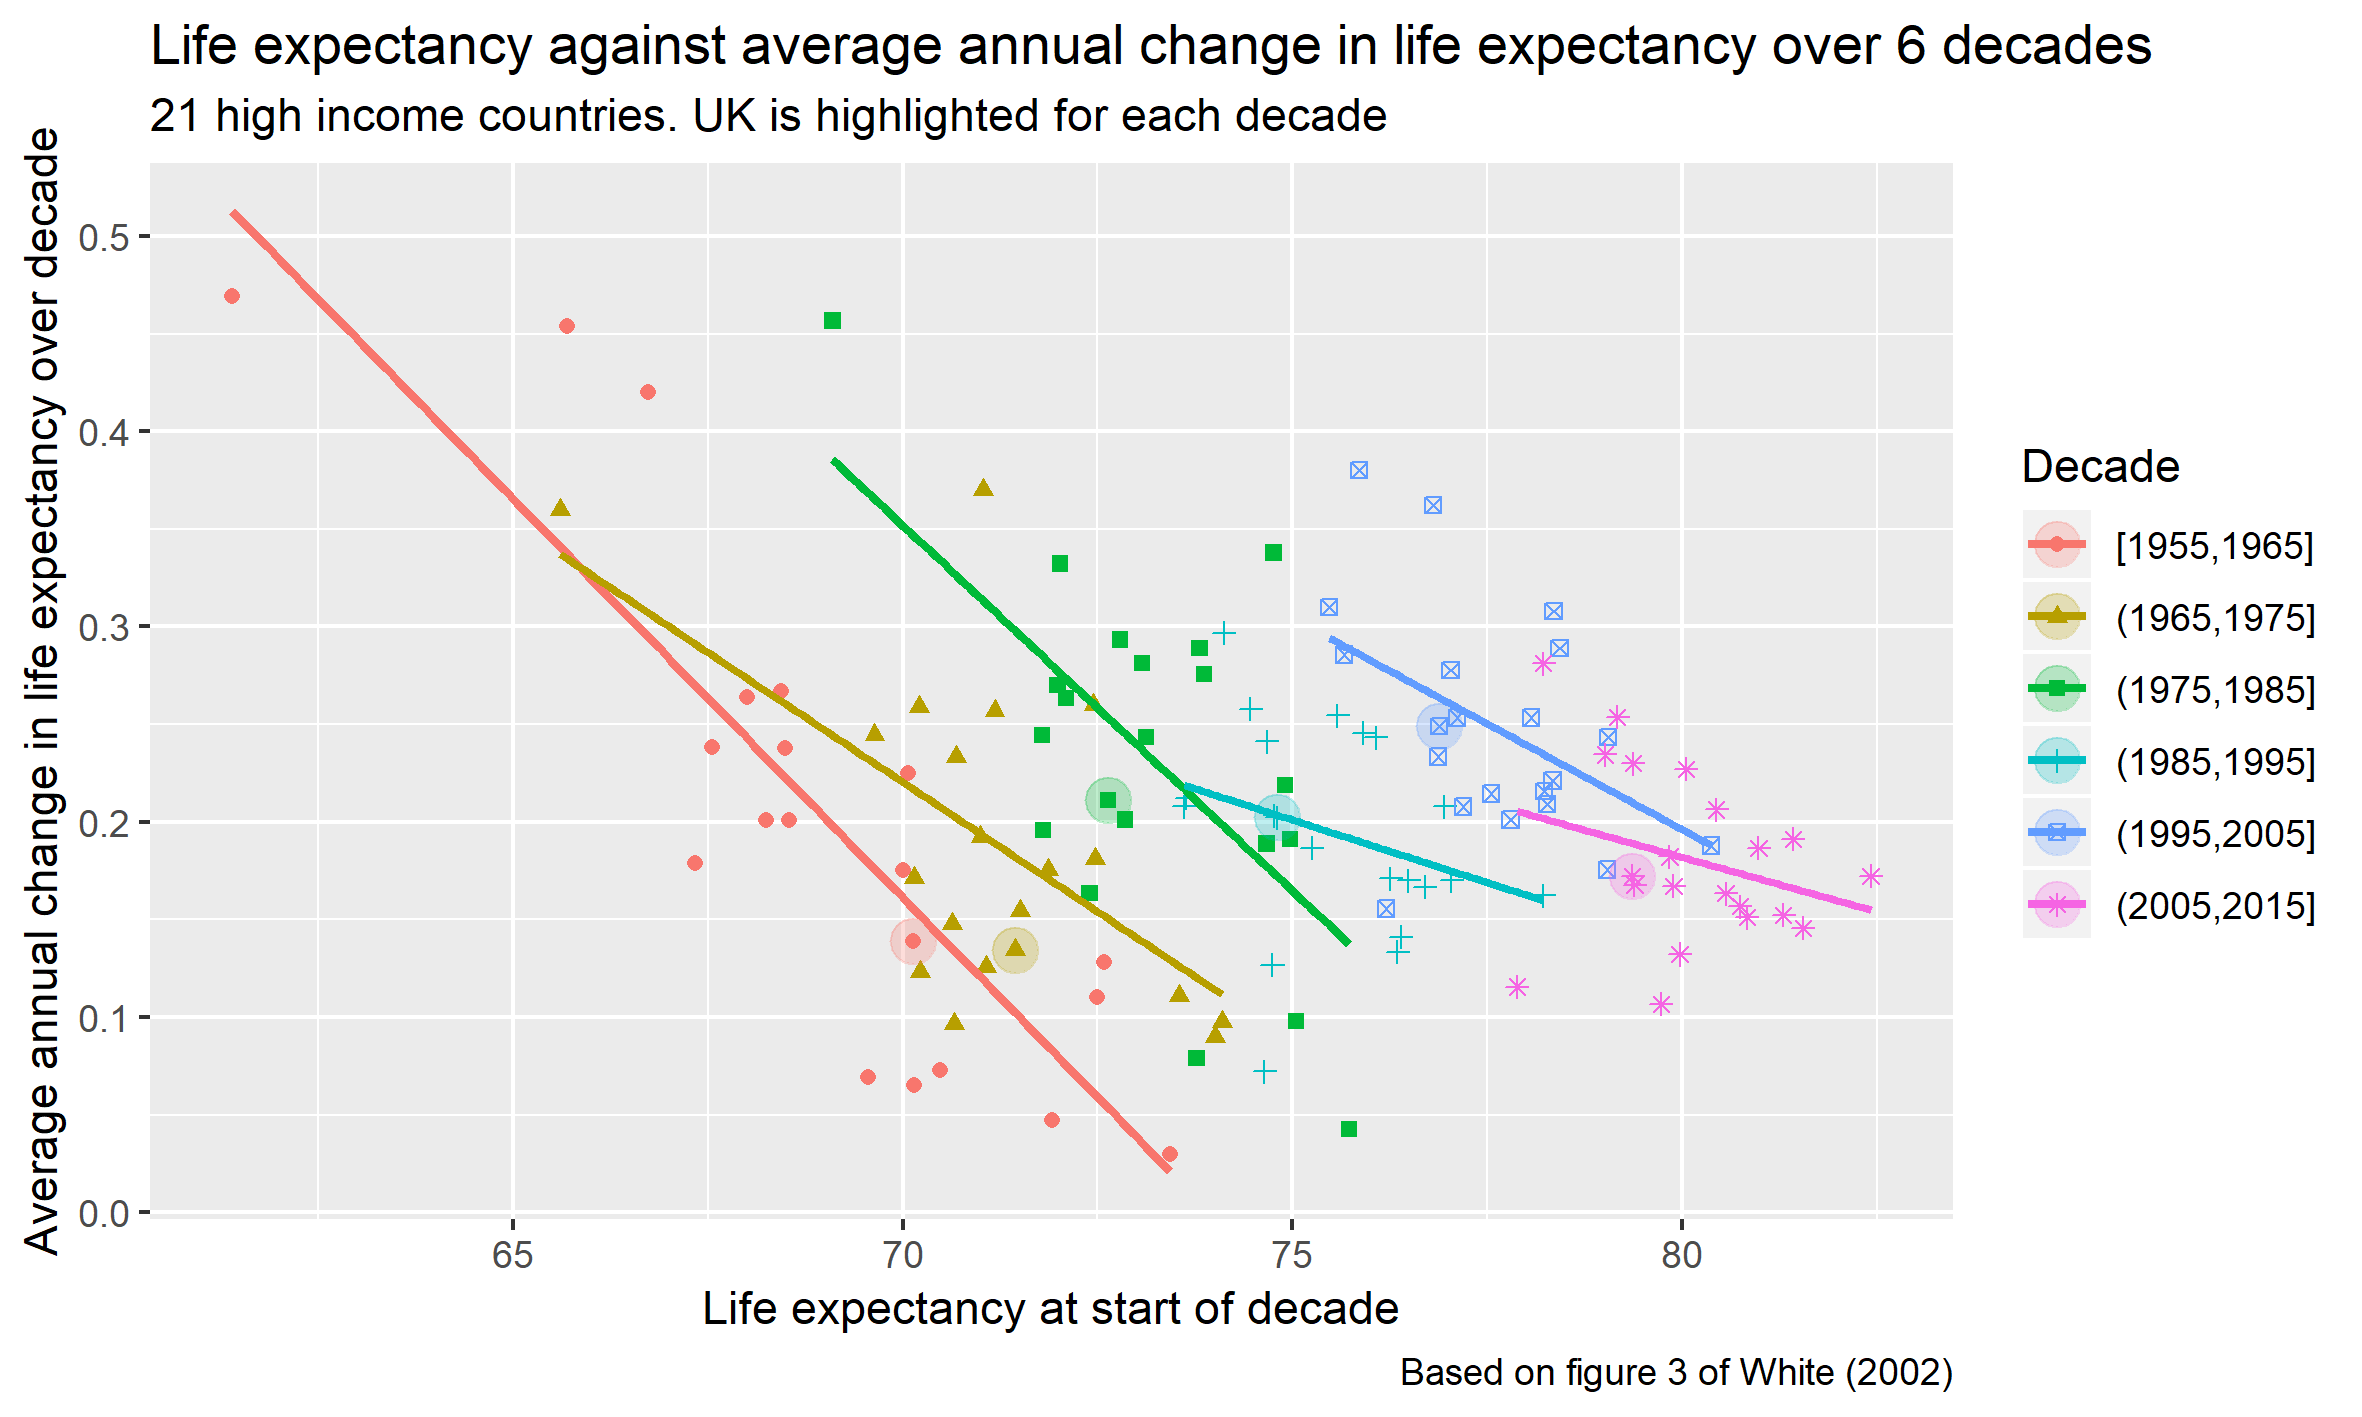 Life expectancy against average annual change in life expectancy over 6 decades
21 high income countries. UK is highlighted for each decade
Average annual change in life expectancy over decade
0.5
0.4
0.3
0.2
0.1
0.0
65
70
75
80
Life expectancy at start of decade
Decade
[1955,1965]
(1965,1975]
(1975,1985]
(1985,1995]
(1995,2005]
(2005,2015]
Based on figure 3 of White (2002)